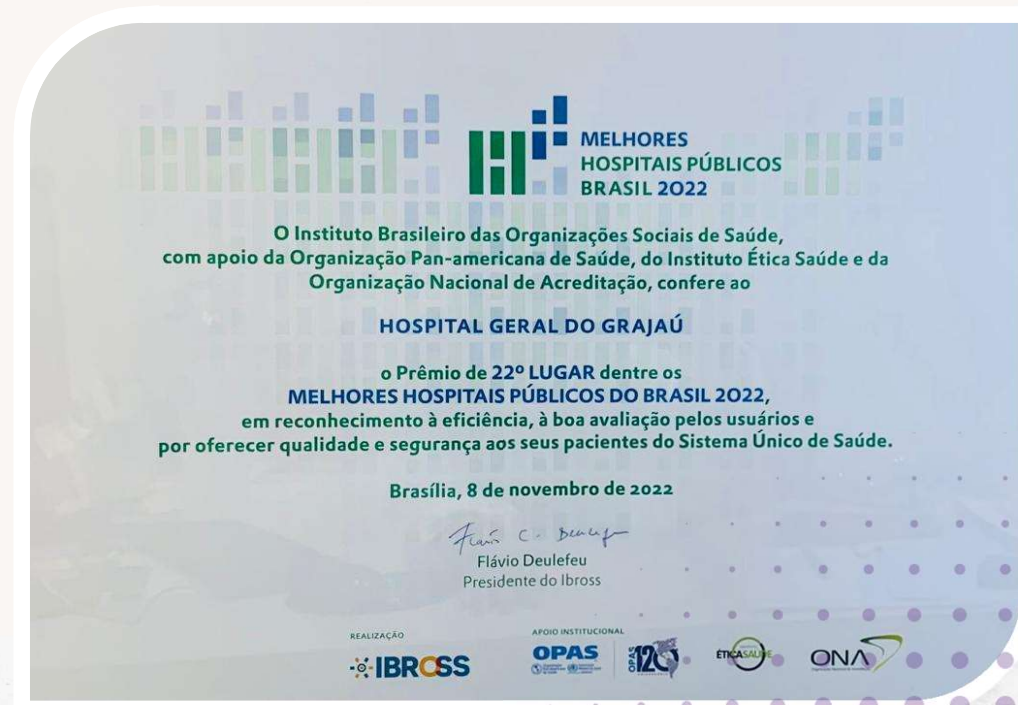 MELHORES
HOSPITAIS PÚBLICOS
BRASIL 2022
O Instituto Brasileiro das Organizações Sociais de Saúde,
com apoio da Organização Pan-americana de Saúde, do Instituto Ética Saúde e da
Organização Nacional de Acreditação, confere ao
HOSPITAL GERAL DO GRAJAÚ
o Prêmio de 22º LUGAR dentre os
MELHORES HOSPITAIS PÚBLICOS DO BRASIL 2022,
em reconhecimento à eficiência, à boa avaliação pelos usuários e
por oferecer qualidade e segurança aos seus pacientes do Sistema Único de Saúde.
Brasília, 8 de novembro de 2022
Flávio Deulefeu
Presidente do Ibross
REALIZAÇÃO
APOIO INSTITUCIONAL
IBROSS
OPAS
OPAS 120
ÉTICASAÚDE
ONA